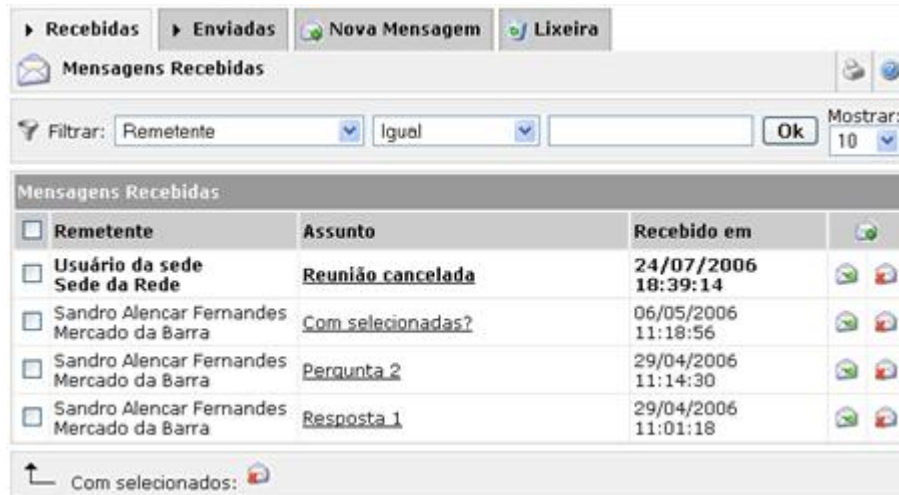 Recebidas Enviadas Nova Mensagem Lixeira
Mensagens Recebidas
Mostrar:
Filtrar: Remetente Igual Ok 10
Mensagens Recebidas
Remetente Assunto Recebido em
Usuário da sede
Sede da Rede
Reunião cancelada
24/07/2006
18:39:14
Sandro Alencar Fernandes
Mercado da Barra
Com selecionadas?
06/05/2006
11:18:56
Sandro Alencar Fernandes
Mercado da Barra
Pergunta 2
29/04/2006
11:14:30
Sandro Alencar Fernandes
Mercado da Barra
Resposta 1
29/04/2006
11:01:18
Com selecionados: